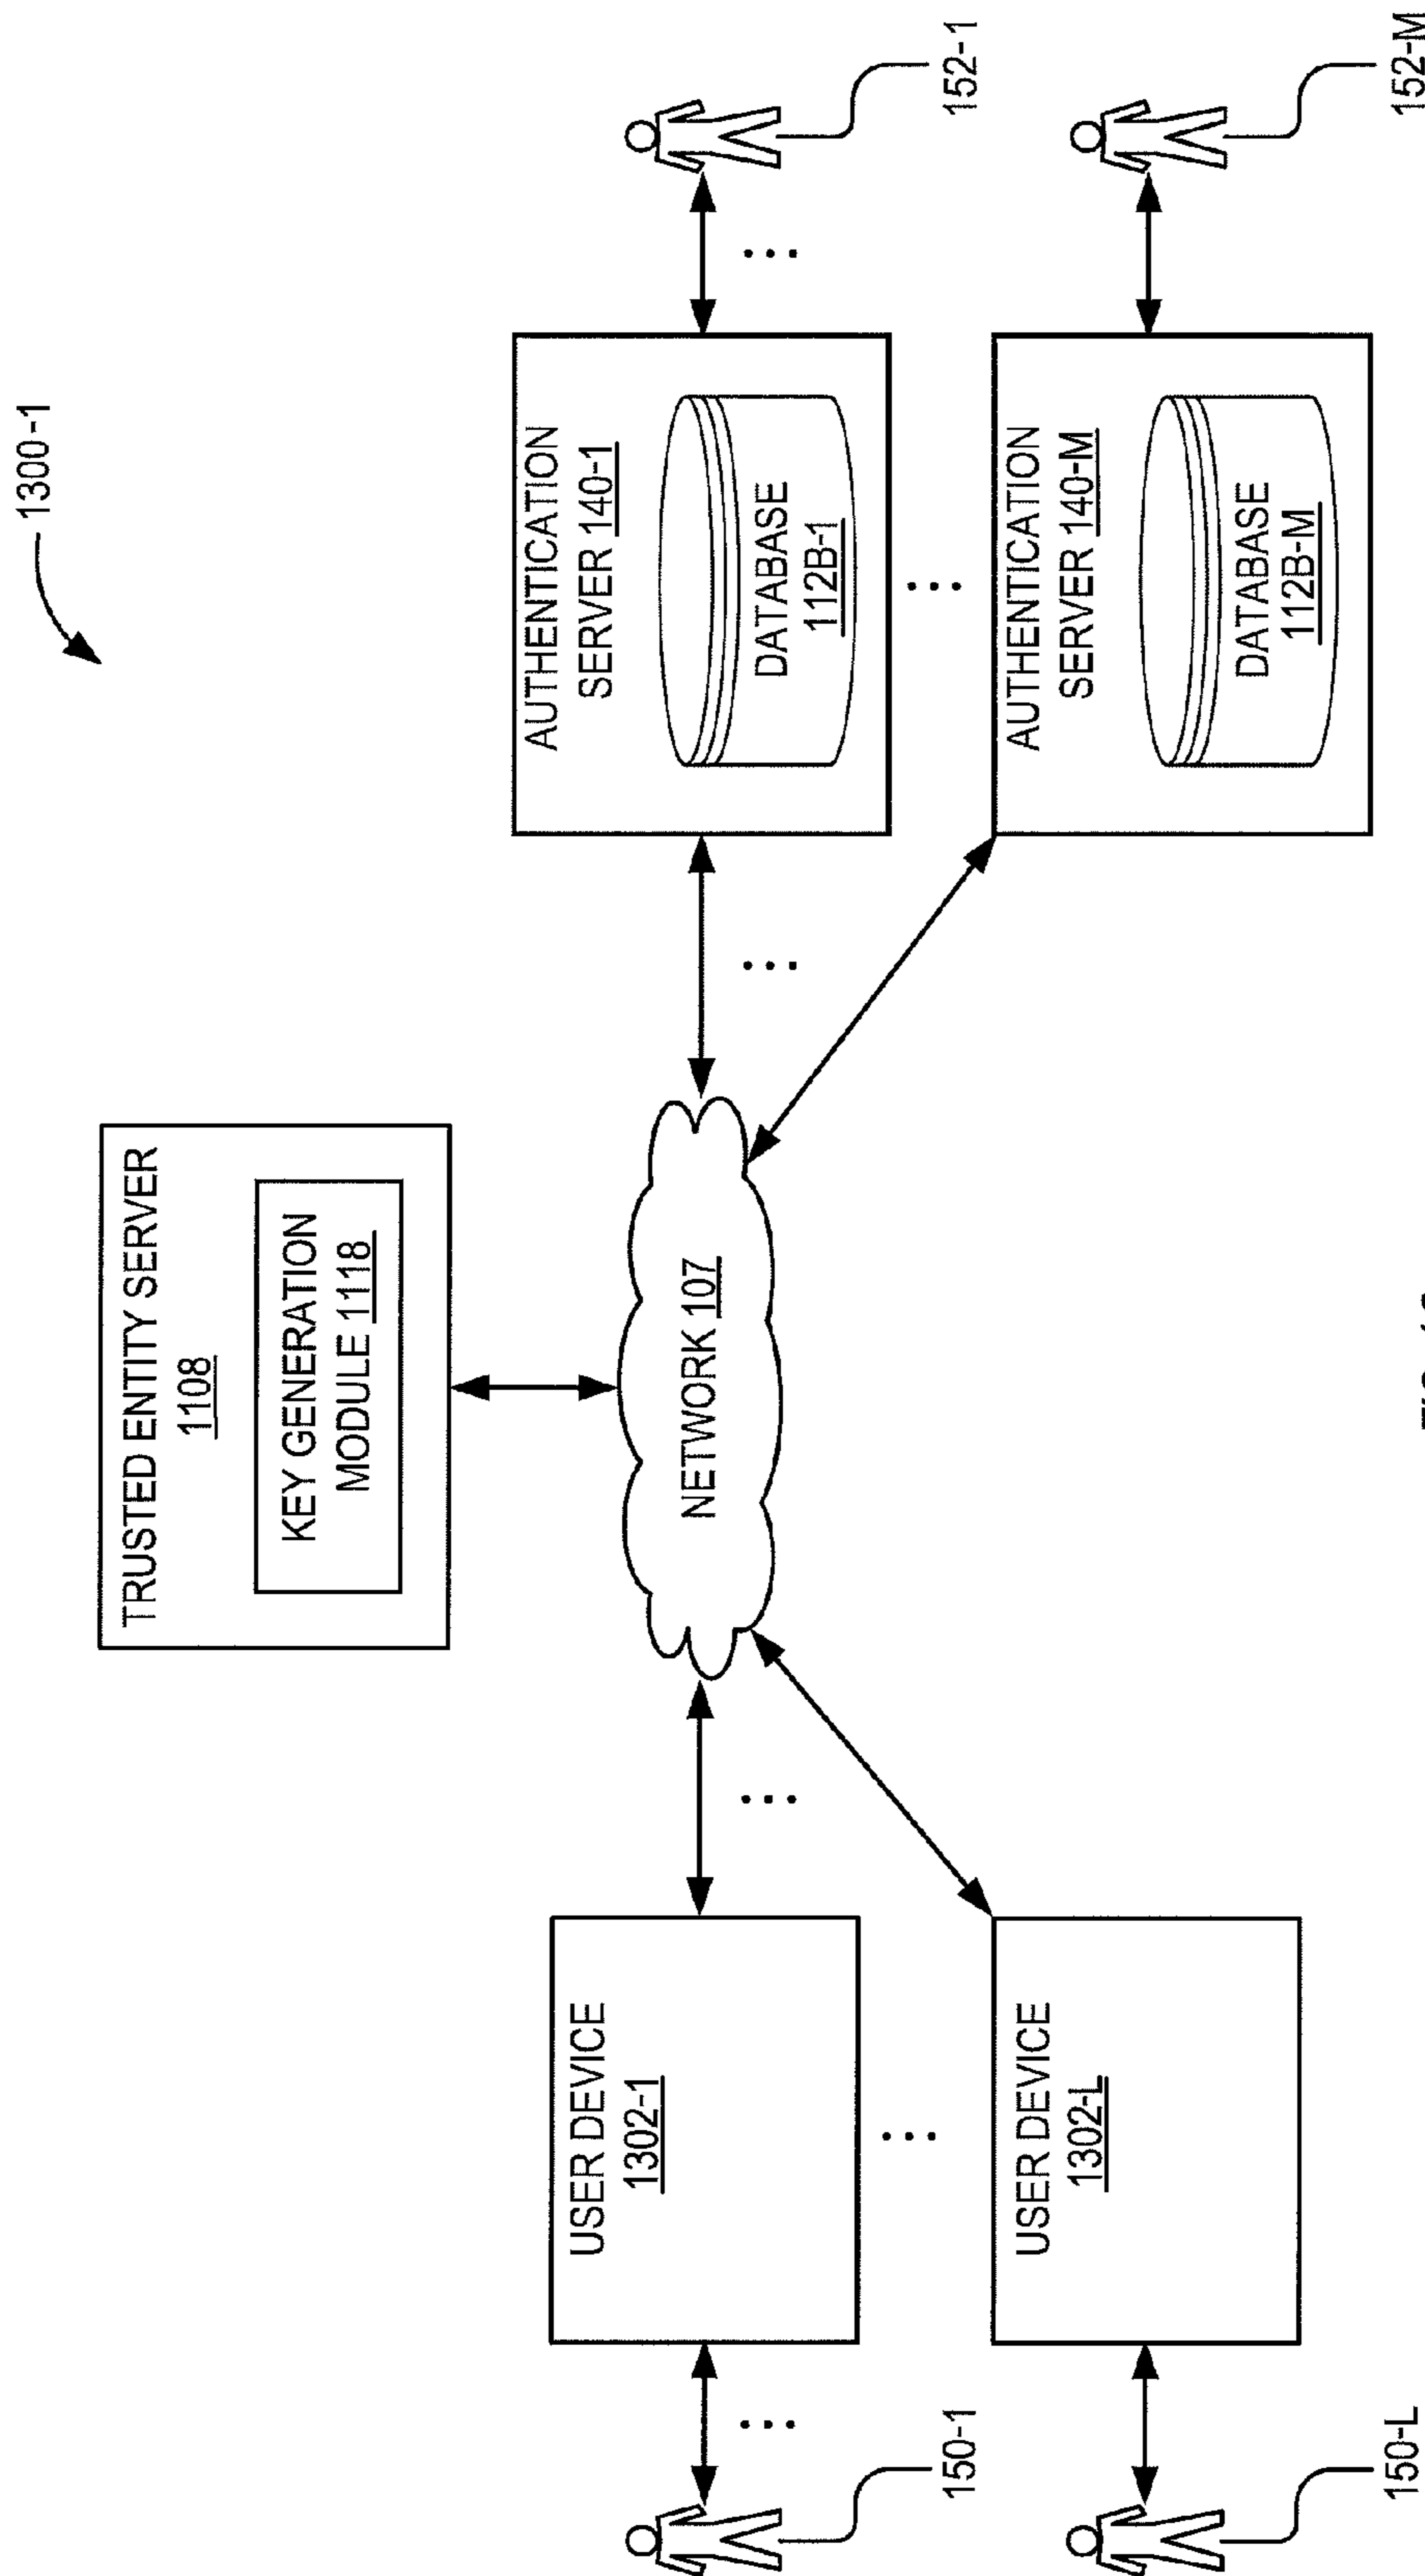 1300-1
TRUSTED ENTITY SERVER
1108
KEY GENERATION
MODULE 1118
NETWORK 107
USER DEVICE
1302-1
150-1
USER DEVICE
1302-L
150-L
AUTHENTICATION
SERVER 140-1
DATABASE
112B-1
152-1
AUTHENTICATION
SERVER 140-M
DATABASE
112B-M
152-M
FIG.